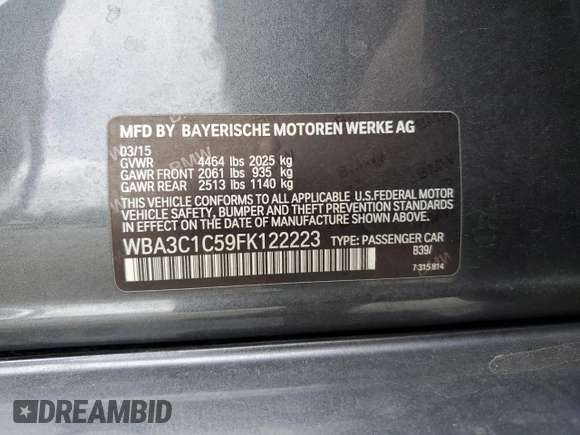 MFD BY BAYERISCHE MOTOREN WERKE AG
03/15
GVWR 4464 lbs 2025 kg
GAWR FRONT 2061 lbs 935 kg
GAWR REAR 2513 lbs 1140 kg
THIS VEHICLE CONFORMS TO ALL APPLICABLE U.S.FEDERAL MOTOR
VEHICLE SAFETY, BUMPER AND THEFT PREVENTION STANDARDS IN
EFFECT ON THE DATE OF MANUFACTURE SHOWN ABOVE.
WBA3C1C59FK122223 TYPE: PASSENGER CAR
B39/
7 315 814
DREAMBID